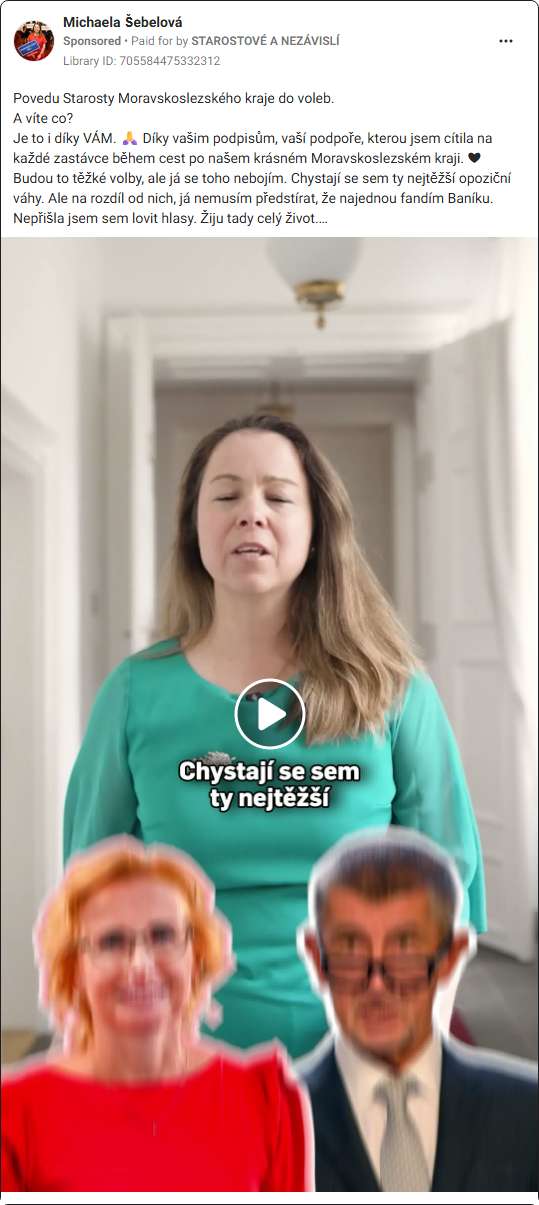 Michaela Šebelová
Sponsored • Paid for by STAROSTOVÉ A NEZÁVISLÍ
Library ID: 705584475332312
Povedu Starosty Moravskoslezského kraje do voleb.
A víte co?
Je to i díky VÁM. 🙏 Díky vašim podpisům, vaší podpoře, kterou jsem cítila na
každé zastávce během cest po našem krásném Moravskoslezském kraji. 🖤
Budou to těžké volby, ale já se toho nebojím. Chystají se sem ty nejtěžší opoziční
váhy. Ale na rozdíl od nich, já nemusím předstírat, že najednou fandím Baníku.
Nepřišla jsem sem lovit hlasy. Žiju tady celý život....
Chystají se sem
ty nejtěžší